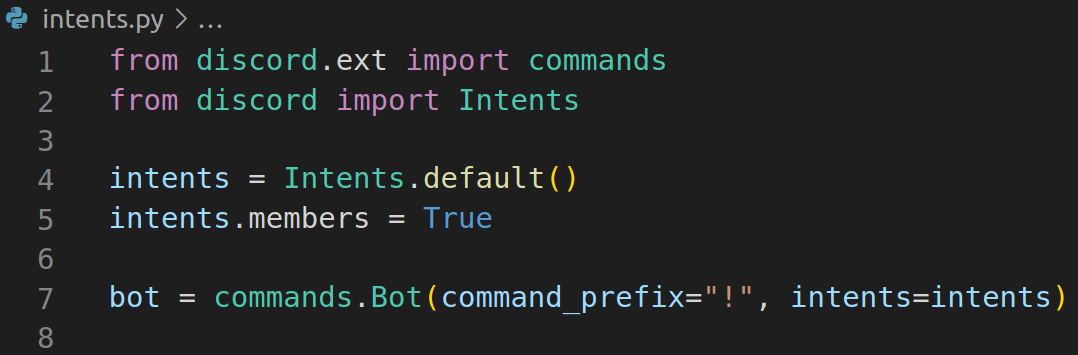 intents.py > ...
1 from discord.ext import commands
2 from discord import Intents
3
4 intents = Intents.default()
5 intents.members = True
6
7 bot = commands.Bot(command_prefix="!", intents=intents)
8